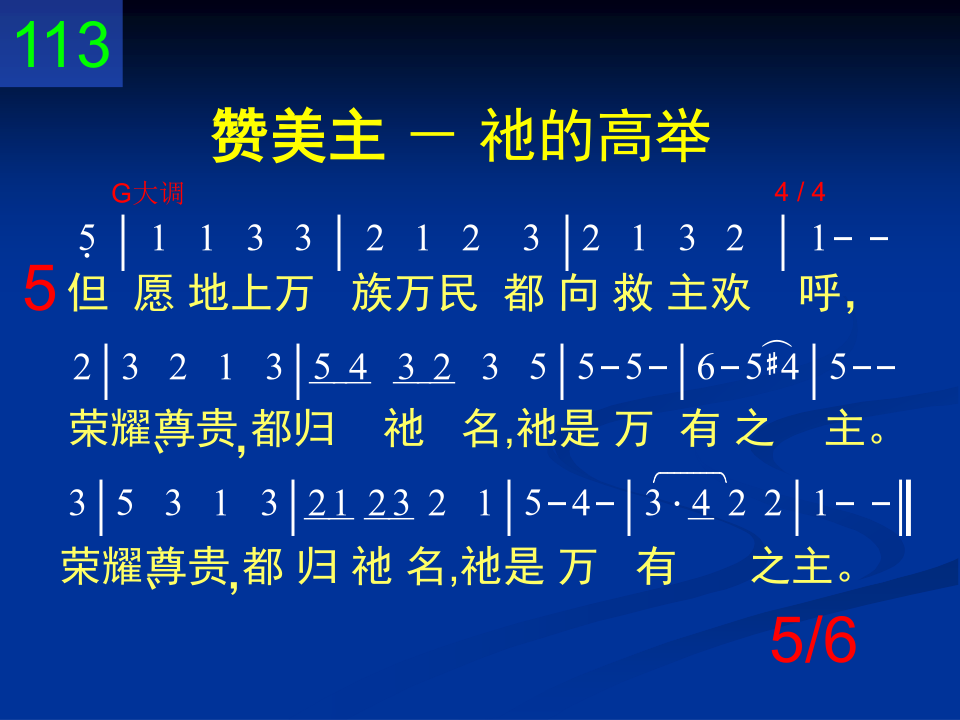 113
赞美主 － 祂的高举
G大调 4 / 4
5̣ | 1 1 3 3 | 2 1 2 3 | 2 1 3 2 | 1 – –
5 但愿地上万族万民都向救主欢呼，
2 | 3 2 1 3 | 5 4 3 2 3 5 | 5 – 5 – | 6 – 5 #4 | 5 – –
荣耀、尊贵，都归祂名，祂是万有之主。
3 | 5 3 1 3 | 2 1 2 3 2 1 | 5 – 4 – | 3 · 4 2 2 | 1 – – ‖
荣耀、尊贵，都归祂名，祂是万有之主。
5/6